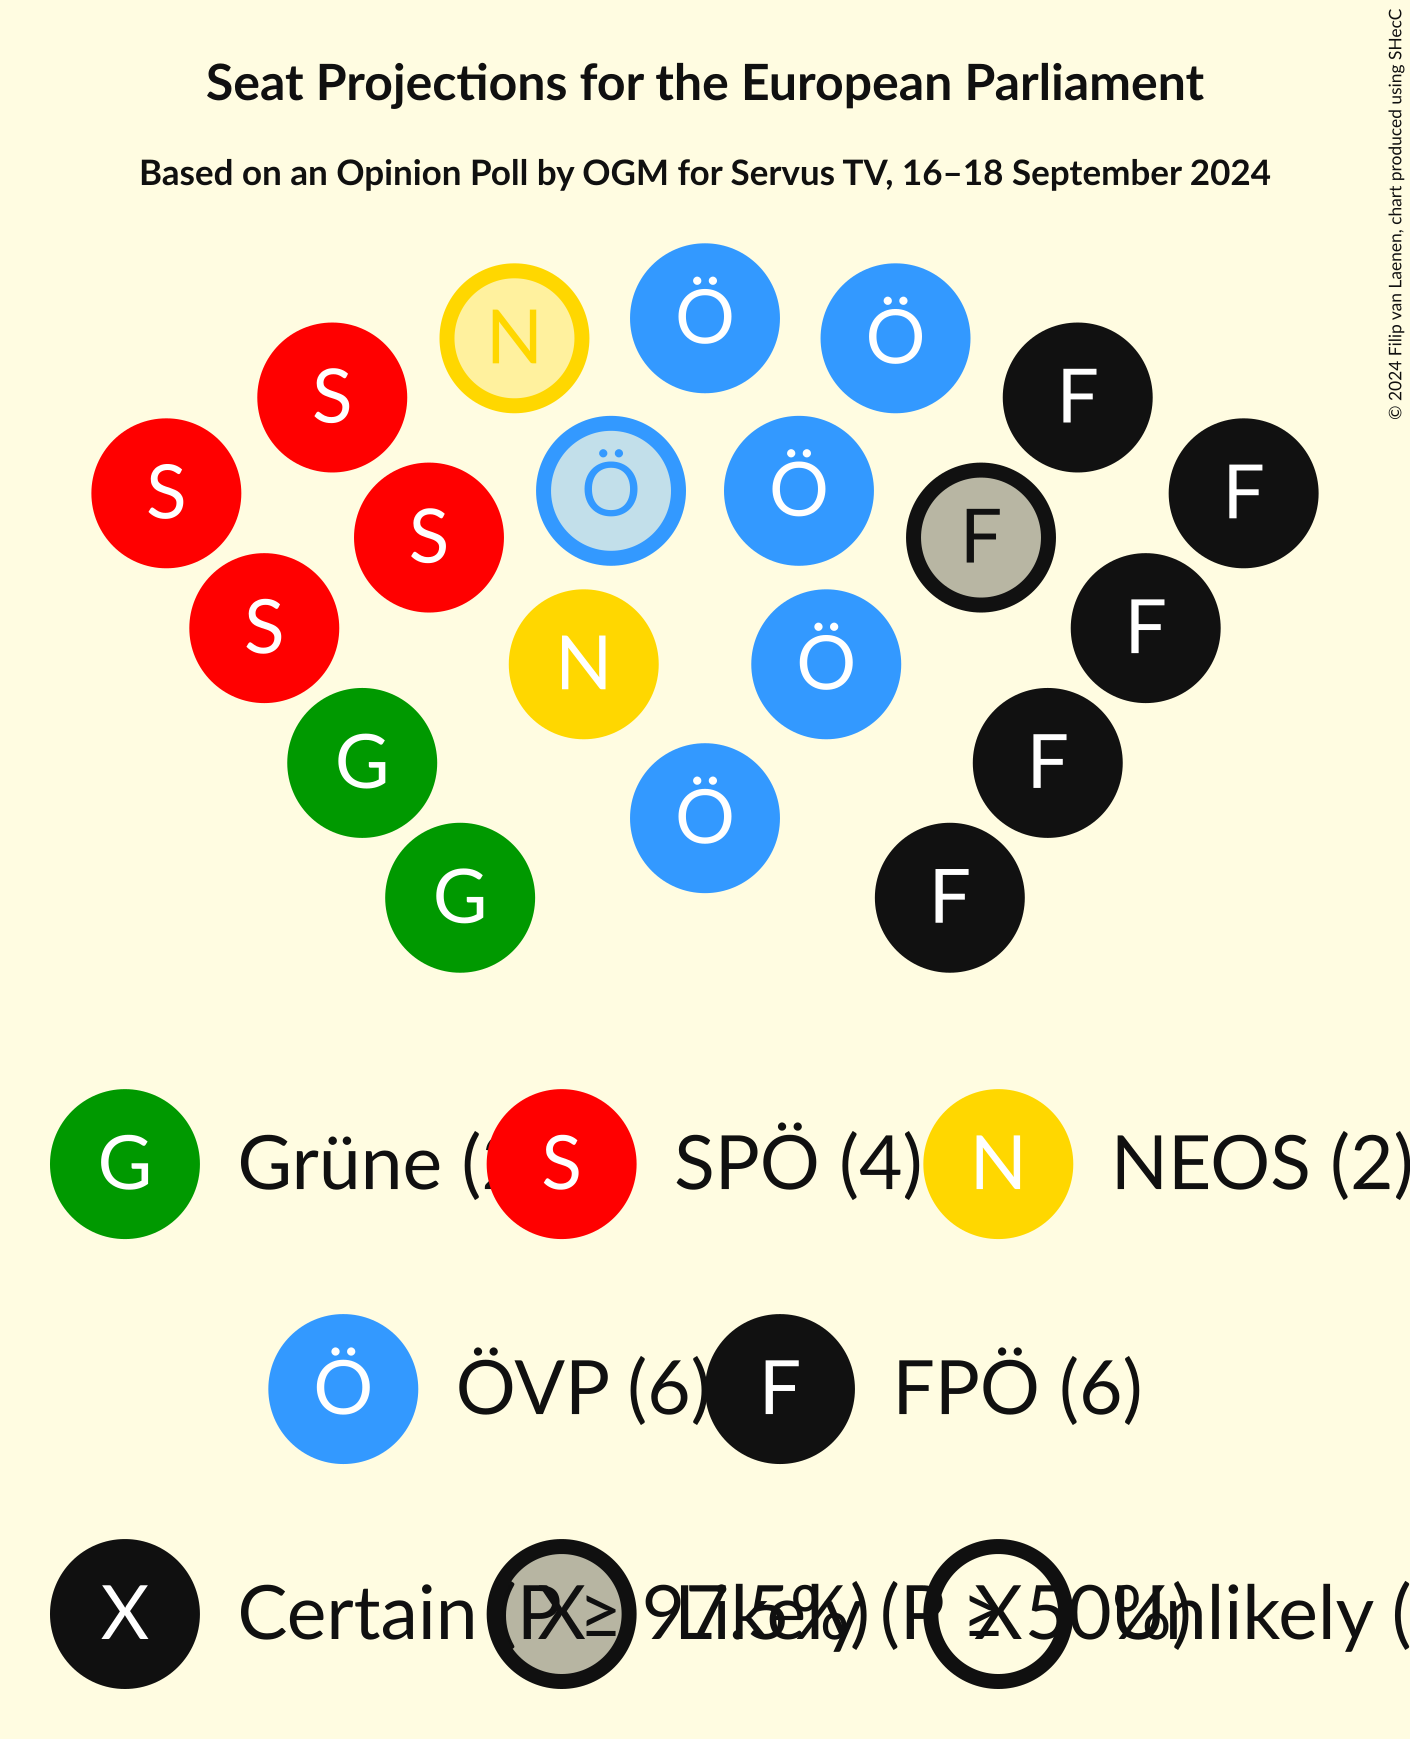 Seat Projections for the European Parliament
Based on an Opinion Poll by OGM for Servus TV, 16–18 September 2024
© 2024 Filip van Laenen, chart produced using SHecC
Ö
N Ö
S F
Ö Ö
S F
S F
S F
N Ö
G F
Ö
G F
G Grüne ( S SPÖ (4) N NEOS (2)
Ö ÖVP (6) F FPÖ (6)
X Certain (P ≥ 97.5%) X Likely (P ≥ 50%) X Unlikely (